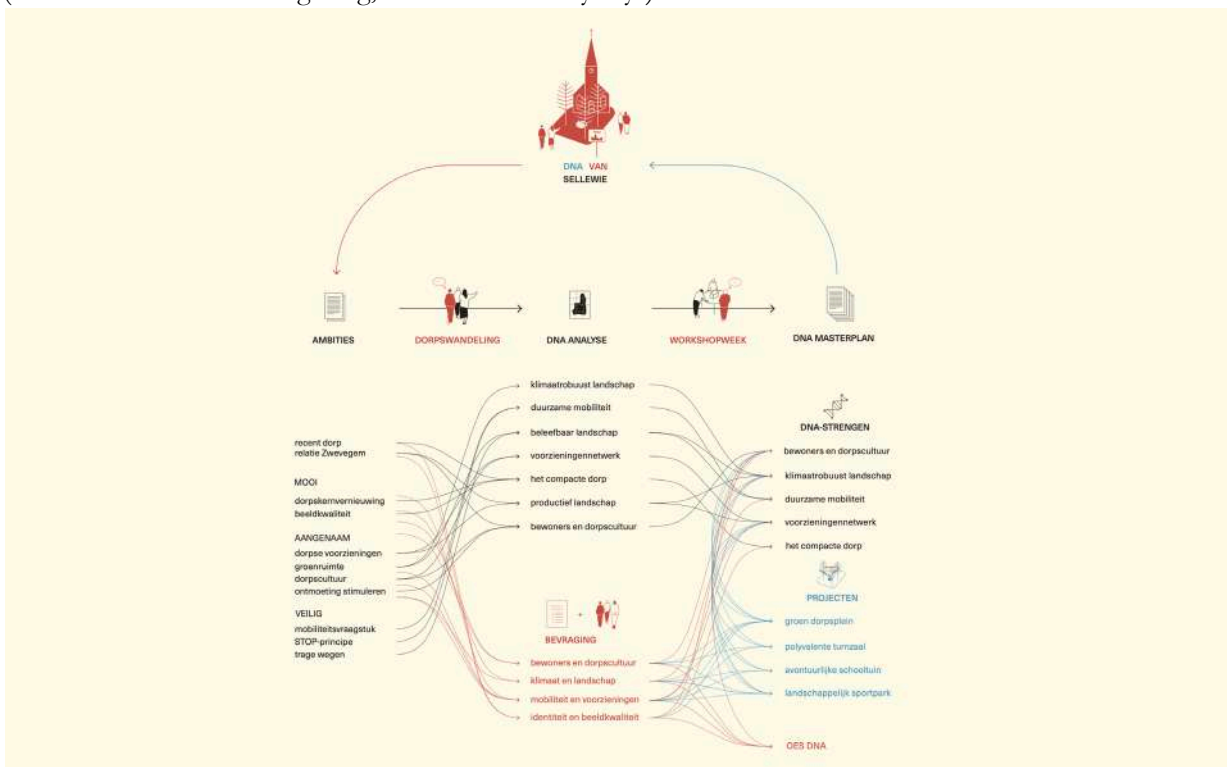 DNA VAN
SELLEWIE
AMBITIES
DORPSWANDELING
DNA ANALYSE
WORKSHOPWEEK
DNA MASTERPLAN
recent dorp
relatie Zwevegem
MOOI
dorpskernvernieuwing
beeldkwaliteit
AANGENAAM
dorpse voorzieningen
groenruimte
dorpscultuur
ontmoeting stimuleren
VEILIG
mobiliteitsvraagstuk
STOP-principe
trage wegen
klimaatrobuust landschap
duurzame mobiliteit
beleefbaar landschap
voorzieningennetwerk
het compacte dorp
productief landschap
bewoners en dorpscultuur
+
BEVRAGING
bewoners en dorpscultuur
klimaat en landschap
mobiliteit en voorzieningen
identiteit en beeldkwaliteit
DNA-STRENGEN
bewoners en dorpscultuur
klimaatrobuust landschap
duurzame mobiliteit
voorzieningennetwerk
het compacte dorp
PROJECTEN
groen dorpsplein
polyvalente turnzaal
avontuurlijke schooltuin
landschappelijk sportpark
OES DNA